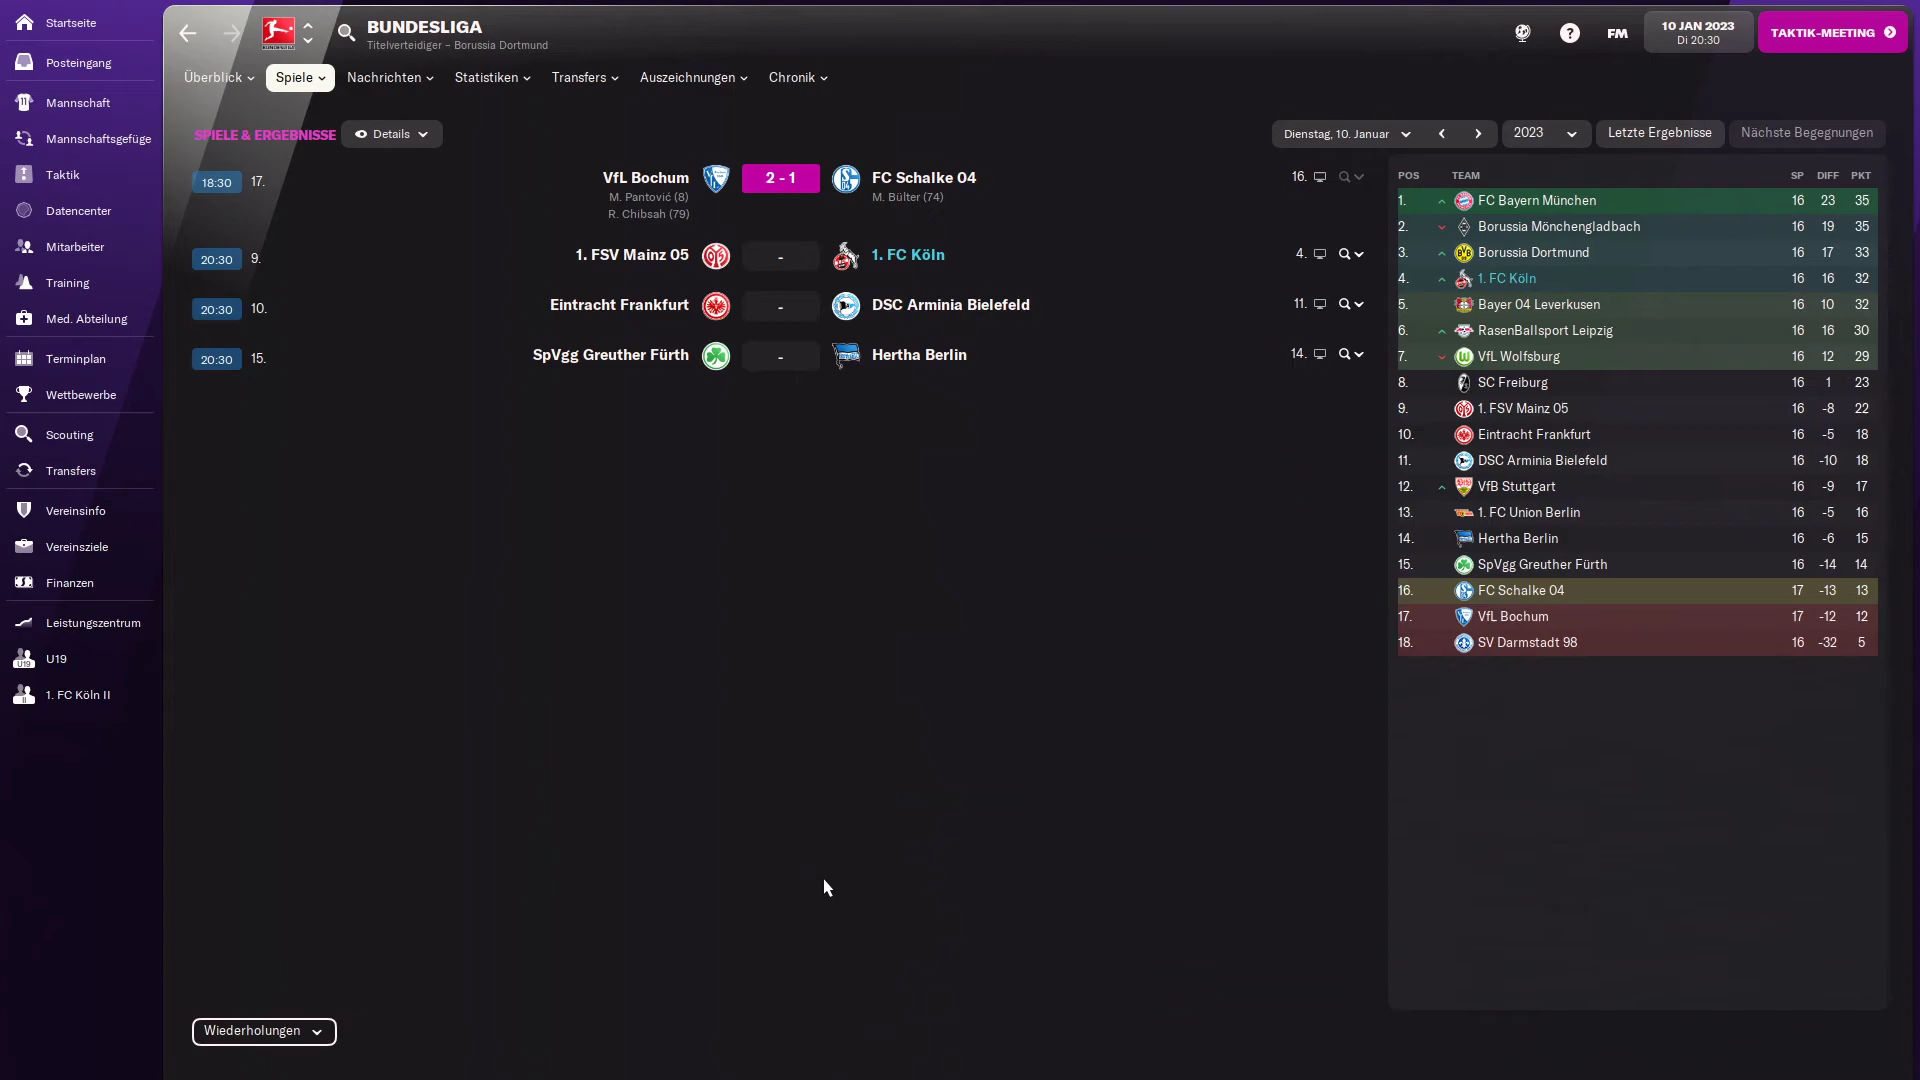 Startseite
Posteingang
Mannschaft
Mannschaftsgefüge
Taktik
Datencenter
Mitarbeiter
Training
Med. Abteilung
Terminplan
Wettbewerbe
Scouting
Transfers
Vereinsinfo
Vereinsziele
Finanzen
Leistungszentrum
U19
1. FC Köln II
BUNDESLIGA
Titelverteidiger – Borussia Dortmund
FM
10 JAN 2023
Di 20:30
TAKTIK-MEETING
Überblick Spiele Nachrichten Statistiken Transfers Auszeichnungen Chronik
SPIELE & ERGEBNISSE Details
Dienstag, 10. Januar 2023 Letzte Ergebnisse Nächste Begegnungen
18:30 17. VfL Bochum 2 - 1 FC Schalke 04 16.
M. Pantović (8) M. Bülter (74)
R. Chibsah (79)
20:30 9. 1. FSV Mainz 05 - 1. FC Köln 4.
20:30 10. Eintracht Frankfurt - DSC Arminia Bielefeld 11.
20:30 15. SpVgg Greuther Fürth - Hertha Berlin 14.
POS TEAM SP DIFF PKT
1. FC Bayern München 16 23 35
2. Borussia Mönchengladbach 16 19 35
3. Borussia Dortmund 16 17 33
4. 1. FC Köln 16 16 32
5. Bayer 04 Leverkusen 16 10 32
6. RasenBallsport Leipzig 16 16 30
7. VfL Wolfsburg 16 12 29
8. SC Freiburg 16 1 23
9. 1. FSV Mainz 05 16 -8 22
10. Eintracht Frankfurt 16 -5 18
11. DSC Arminia Bielefeld 16 -10 18
12. VfB Stuttgart 16 -9 17
13. 1. FC Union Berlin 16 -5 16
14. Hertha Berlin 16 -6 15
15. SpVgg Greuther Fürth 16 -14 14
16. FC Schalke 04 17 -13 13
17. VfL Bochum 17 -12 12
18. SV Darmstadt 98 16 -32 5
Wiederholungen